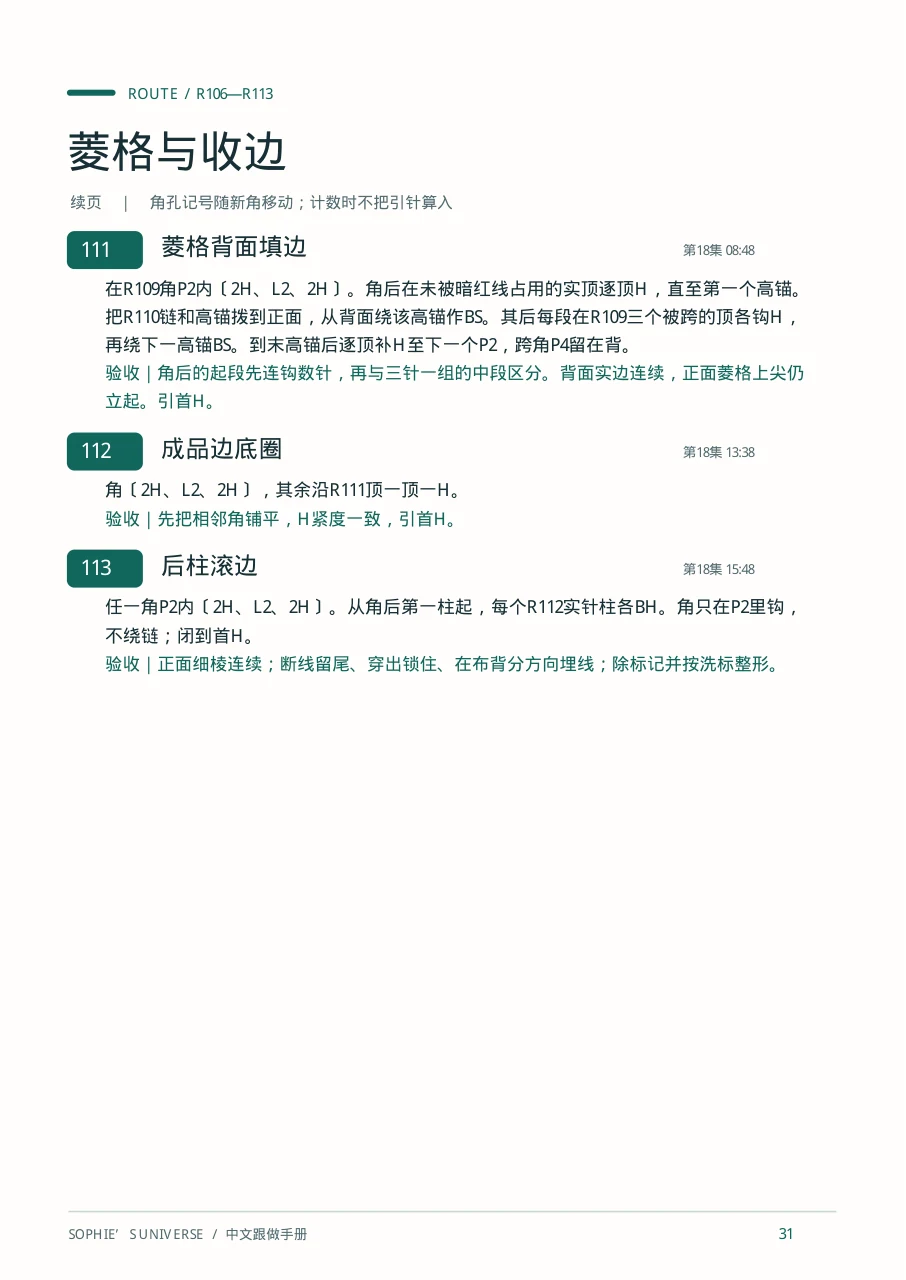 ROUTE / R106—R113
菱格与收边
续页 | 角孔记号随新角移动；计数时不把引针算入
111 菱格背面填边 第18集 08:48
在R109角P2内〔2H、L2、2H〕。角后在未被暗红线占用的实顶逐顶H，直至第一个高锚。
把R110链和高锚拨到正面，从背面绕该高锚作BS。其后每段在R109三个被跨的顶各钩H，
再绕下一高锚BS。到末高锚后逐顶补H至下一个P2，跨角P4留在背。
验收 | 角后的起段先连钩数针，再与三针一组的中段区分。背面实边连续，正面菱格上尖仍
立起。引首H。
112 成品边底圈 第18集 13:38
角〔2H、L2、2H〕，其余沿R111顶一顶一H。
验收 | 先把相邻角铺平，H紧度一致，引首H。
113 后柱滚边 第18集 15:48
任一角P2内〔2H、L2、2H〕。从角后第一柱起，每个R112实针柱各BH。角只在P2里钩，
不绕链；闭到首H。
验收 | 正面细棱连续；断线留尾、穿出锁住、在布背分方向埋线；除标记并按洗标整形。
SOPHIE’ S UNIVERSE / 中文跟做手册 31